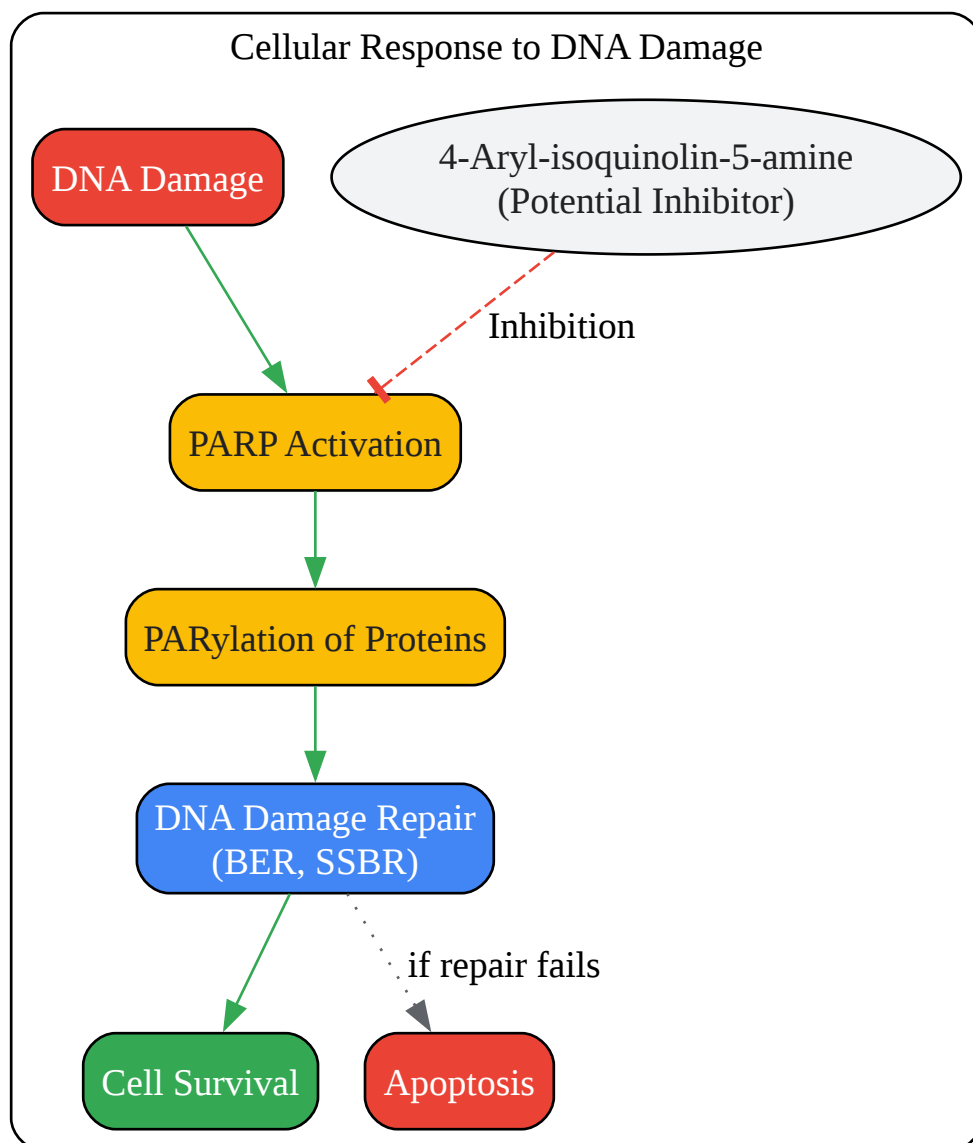 Cellular Response to DNA Damage
DNA Damage
4-Aryl-isoquinolin-5-amine
(Potential Inhibitor)
Inhibition
PARP Activation
PARylation of Proteins
DNA Damage Repair
(BER, SSBR)
if repair fails
Cell Survival
Apoptosis